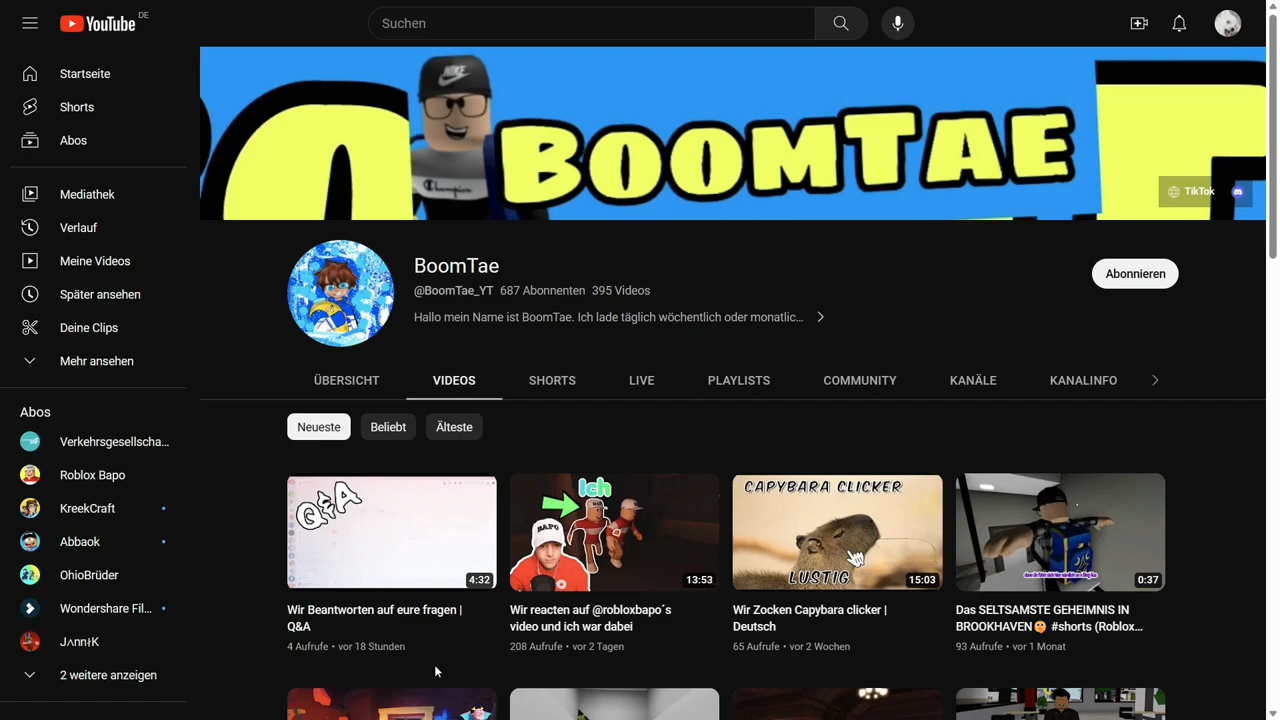 YouTube DE
Suchen
Startseite
Shorts
Abos
Mediathek
Verlauf
Meine Videos
Später ansehen
Deine Clips
Mehr ansehen
Abos
Verkehrsgesellscha...
Roblox Bapo
KreekCraft
Abbaok
OhioBrüder
Wondershare Fil...
2 weitere anzeigen
Champion
BOOMTAE
TikTok
BoomTae
@BoomTae_YT 687 Abonnenten 395 Videos
Hallo mein Name ist BoomTae. Ich lade täglich wöchentlich oder monatlic...
Abonnieren
ÜBERSICHT VIDEOS SHORTS LIVE PLAYLISTS COMMUNITY KANÄLE KANALINFO
Neueste Beliebt Älteste
Q&A
4:32
Wir Beantworten auf eure fragen |
Q&A
4 Aufrufe • vor 18 Stunden
Ich
BAPO
13:53
Wir reacten auf @robloxbapo´s
video und ich war dabei
208 Aufrufe • vor 2 Tagen
CAPYBARA CLICKER
LUSTIG
15:03
Wir Zocken Capybara clicker |
Deutsch
65 Aufrufe • vor 2 Wochen
0:37
Das SELTSAMSTE GEHEIMNIS IN
BROOKHAVEN🤫 #shorts (Roblox...
93 Aufrufe • vor 1 Monat